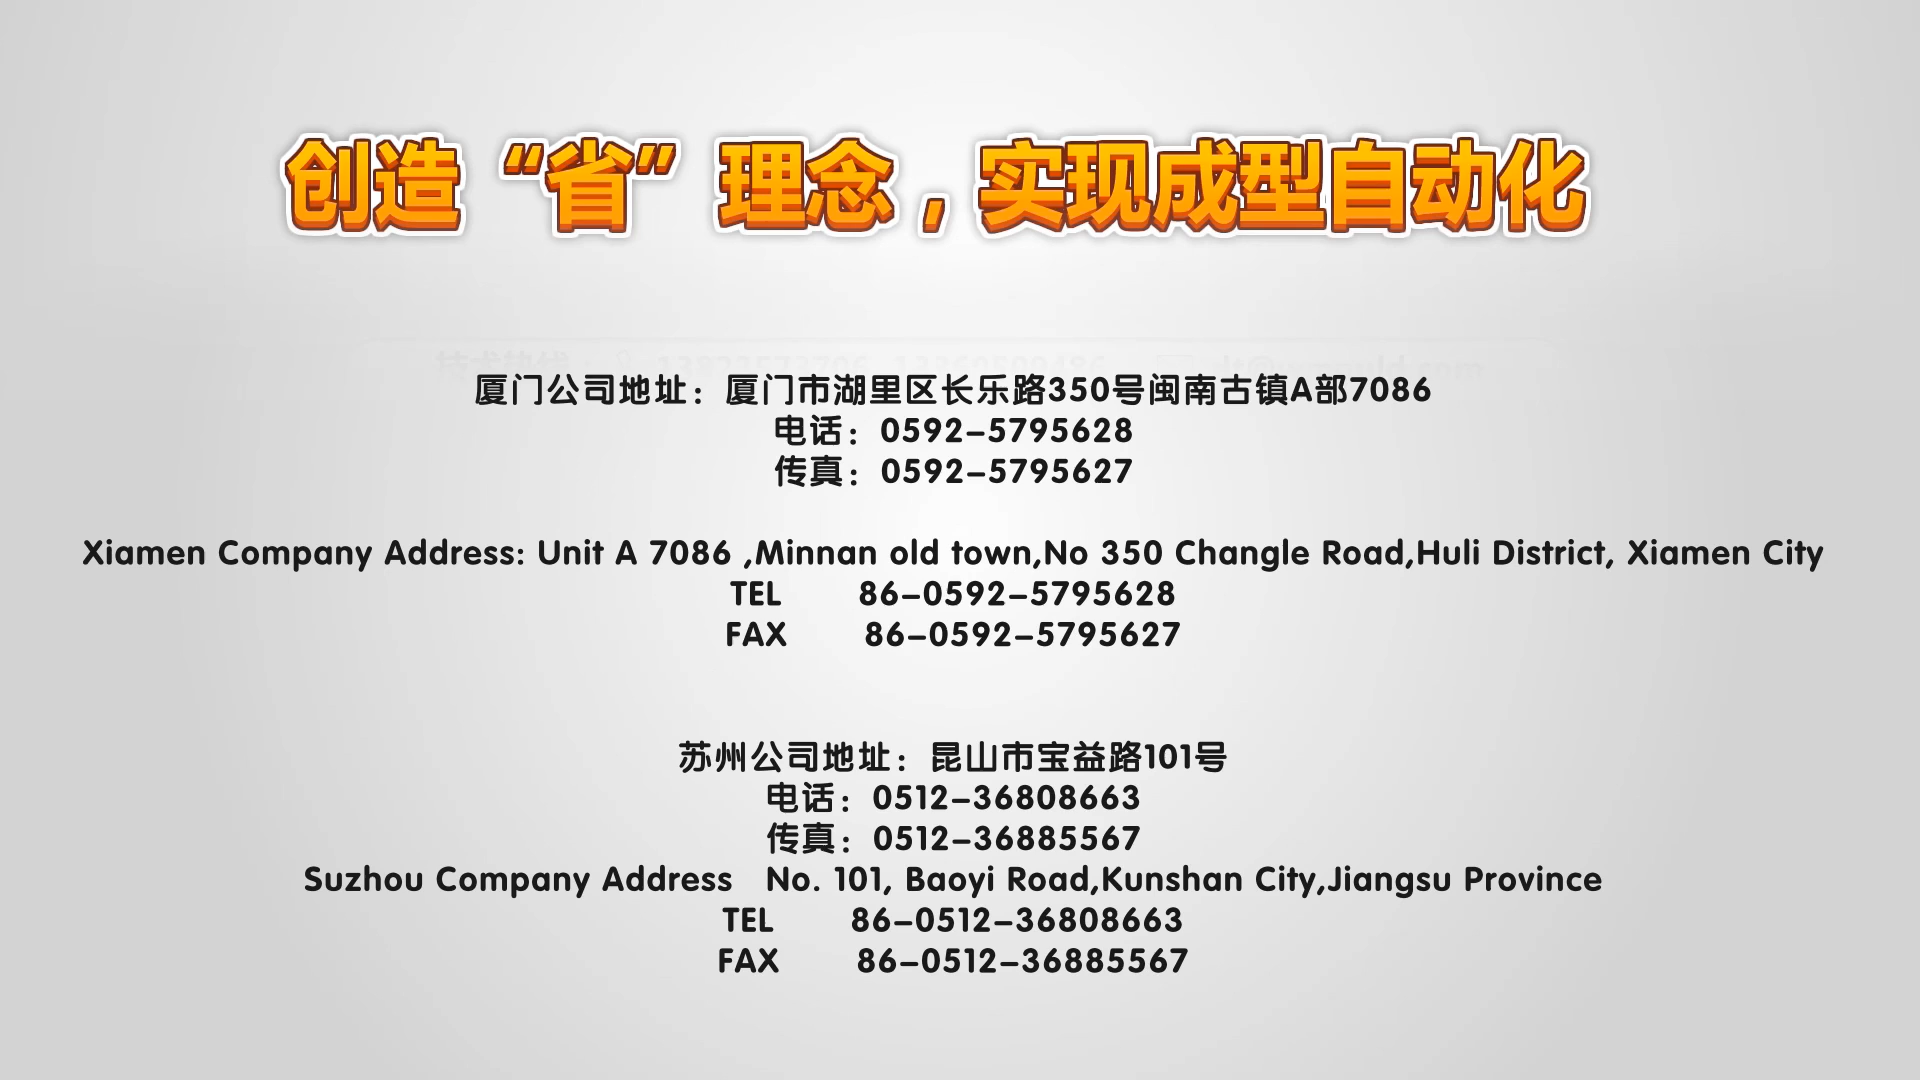 创造“省”理念，实现成型自动化
厦门公司地址：厦门市湖里区长乐路350号闽南古镇A部7086
电话：0592-5795628
传真：0592-5795627
Xiamen Company Address: Unit A 7086 ,Minnan old town,No 350 Changle Road,Huli District, Xiamen City
TEL 86-0592-5795628
FAX 86-0592-5795627
苏州公司地址：昆山市宝益路101号
电话：0512-36808663
传真：0512-36885567
Suzhou Company Address No. 101, Baoyi Road,Kunshan City,Jiangsu Province
TEL 86-0512-36808663
FAX 86-0512-36885567